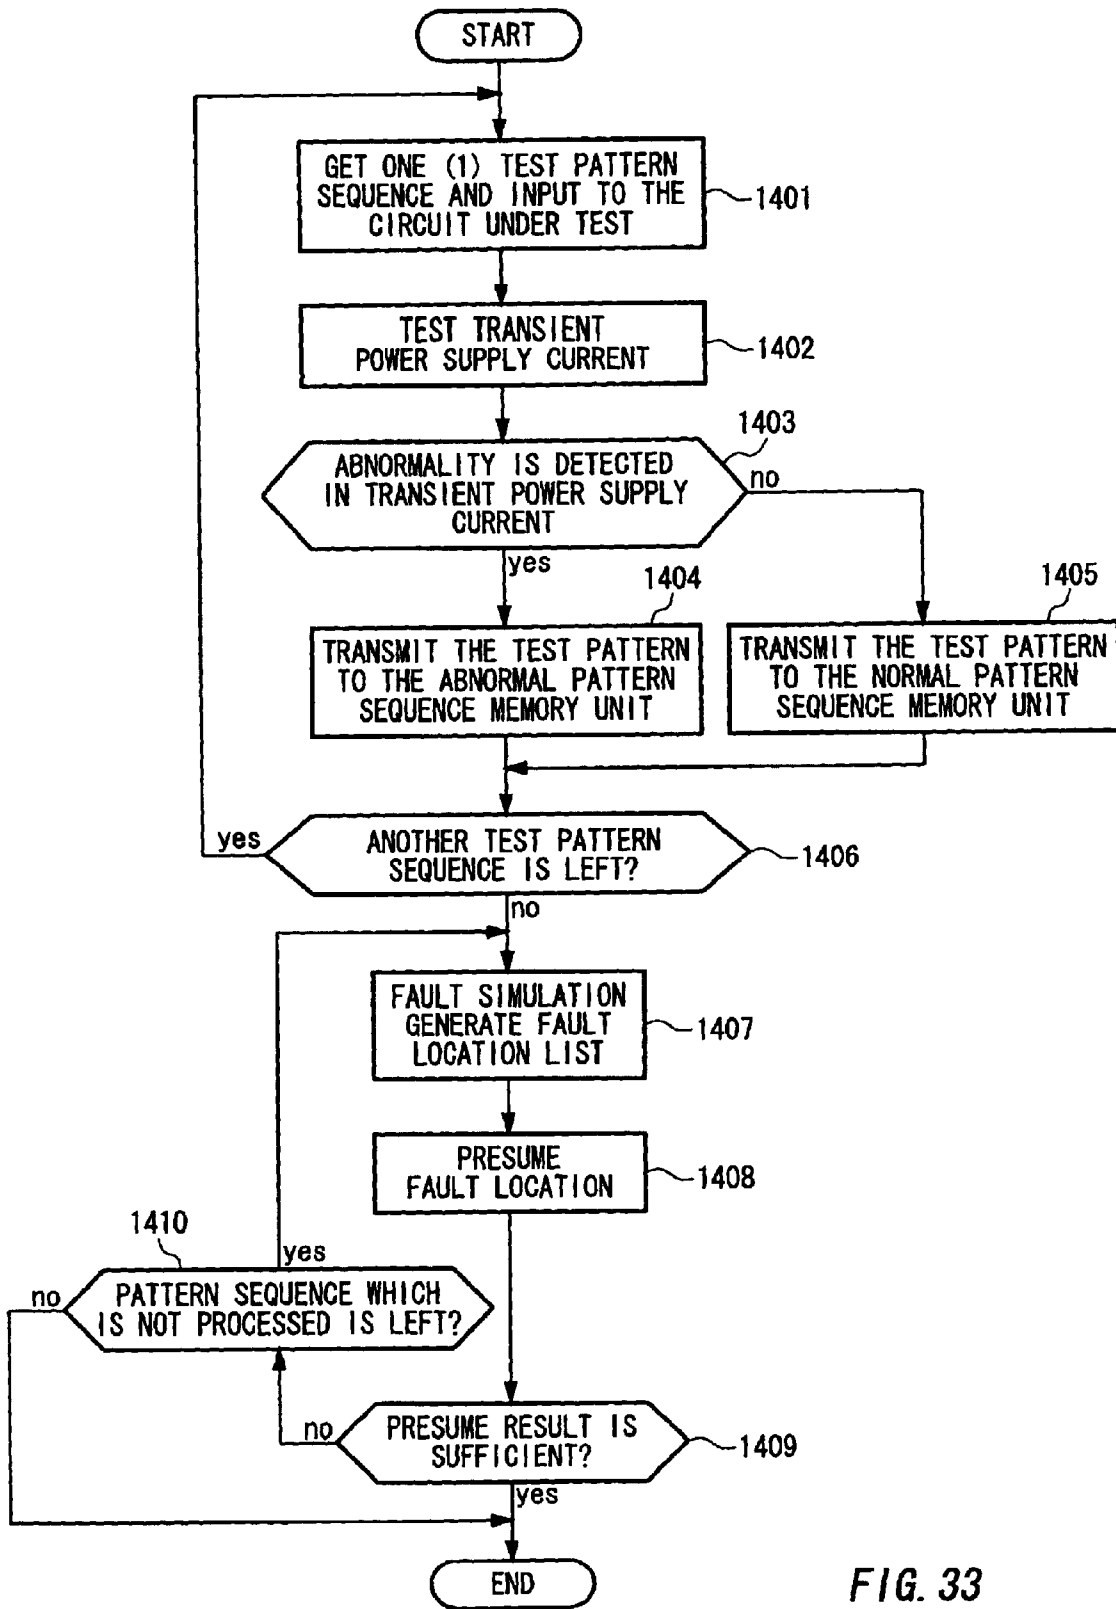 START
GET ONE (1) TEST PATTERN
SEQUENCE AND INPUT TO THE
CIRCUIT UNDER TEST
1401
TEST TRANSIENT
POWER SUPPLY CURRENT
1402
1403
ABNORMALITY IS DETECTED
IN TRANSIENT POWER SUPPLY
CURRENT
no
yes
1404
1405
TRANSMIT THE TEST PATTERN
TO THE ABNORMAL PATTERN
SEQUENCE MEMORY UNIT
TRANSMIT THE TEST PATTERN
TO THE NORMAL PATTERN
SEQUENCE MEMORY UNIT
yes
ANOTHER TEST PATTERN
SEQUENCE IS LEFT?
1406
no
FAULT SIMULATION
GENERATE FAULT
LOCATION LIST
1407
PRESUME
FAULT LOCATION
1408
1410
yes
no
PATTERN SEQUENCE WHICH
IS NOT PROCESSED IS LEFT?
no
PRESUME RESULT IS
SUFFICIENT?
1409
yes
END
FIG. 33